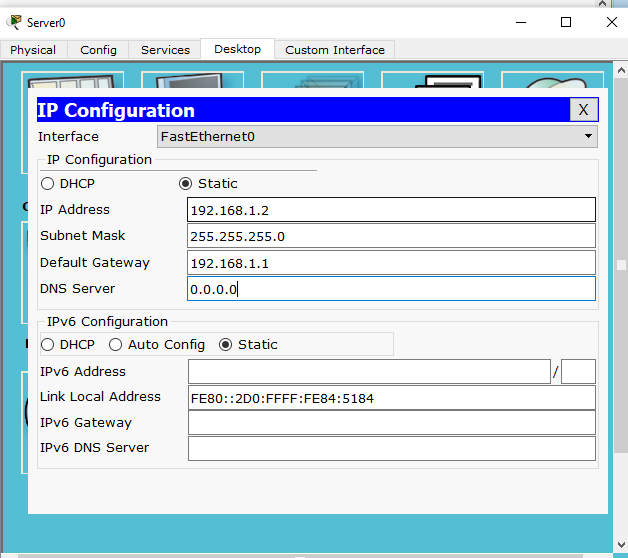 Server0
Physical Config Services Desktop Custom Interface
IP Configuration X
Interface FastEthernet0
IP Configuration
DHCP Static
IP Address 192.168.1.2
Subnet Mask 255.255.255.0
Default Gateway 192.168.1.1
DNS Server 0.0.0.0
IPv6 Configuration
DHCP Auto Config Static
IPv6 Address /
Link Local Address FE80::2D0:FFFF:FE84:5184
IPv6 Gateway
IPv6 DNS Server